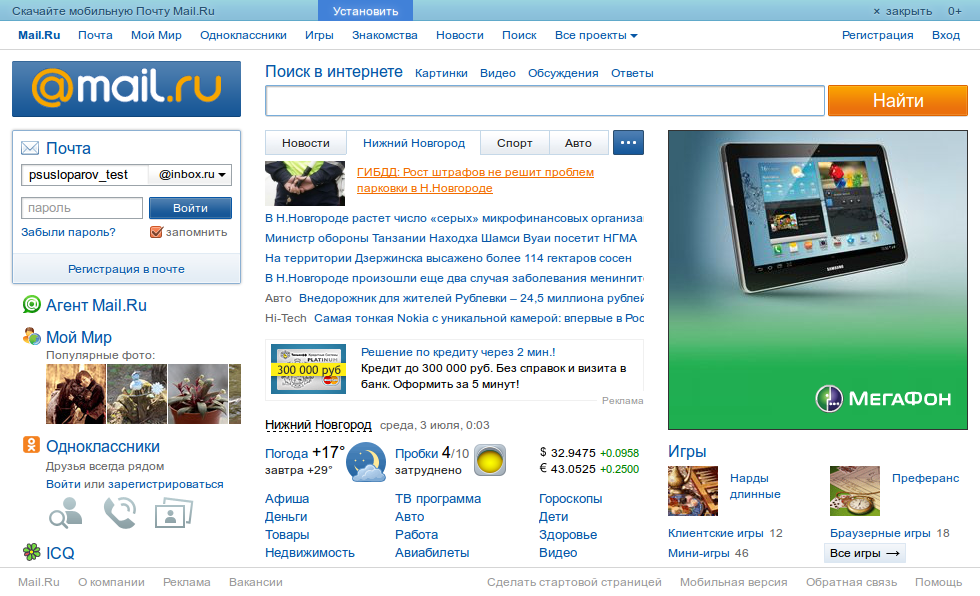 Скачайте мобильную Почту Mail.Ru
Установить
× закрыть 0+
Mail.Ru Почта Мой Мир Одноклассники Игры Знакомства Новости Поиск Все проекты
Регистрация Вход
@mail.ru
Поиск в интернете Картинки Видео Обсуждения Ответы
Найти
Почта
psusloparov_test @inbox.ru
пароль Войти
Забыли пароль? запомнить
Регистрация в почте
Агент Mail.Ru
Мой Мир
Популярные фото:
Одноклассники
Друзья всегда рядом
Войти или зарегистрироваться
ICQ
Новости Нижний Новгород Спорт Авто ...
ГИБДД: Рост штрафов не решит проблем
парковки в Н.Новгороде
В Н.Новгороде растет число «серых» микрофинансовых организа
Министр обороны Танзании Находха Шамси Вуаи посетит НГМА
На территории Дзержинска высажено более 114 гектаров сосен
В Н.Новгороде произошли еще два случая заболевания менингит
Авто Внедорожник для жителей Рублевки – 24,5 миллиона рублей
Hi-Tech Самая тонкая Nokia с уникальной камерой: впервые в Рос
PLATINUM
300 000 руб
Решение по кредиту через 2 мин.!
Кредит до 300 000 руб. Без справок и визита в
банк. Оформить за 5 минут!
Реклама
Нижний Новгород среда, 3 июля, 0:03
Погода +17°
завтра +29°
Пробки 4/10
затруднено
$ 32.9475 +0.0958
€ 43.0525 +0.2500
Афиша ТВ программа Гороскопы
Деньги Авто Дети
Товары Работа Здоровье
Недвижимость Авиабилеты Видео
SAMSUNG
МЕГАФОН
Игры
Нарды
длинные
Преферанс
Клиентские игры 12 Браузерные игры 18
Мини-игры 46 Все игры →
Mail.Ru О компании Реклама Вакансии
Сделать стартовой страницей Мобильная версия Обратная связь Помощь